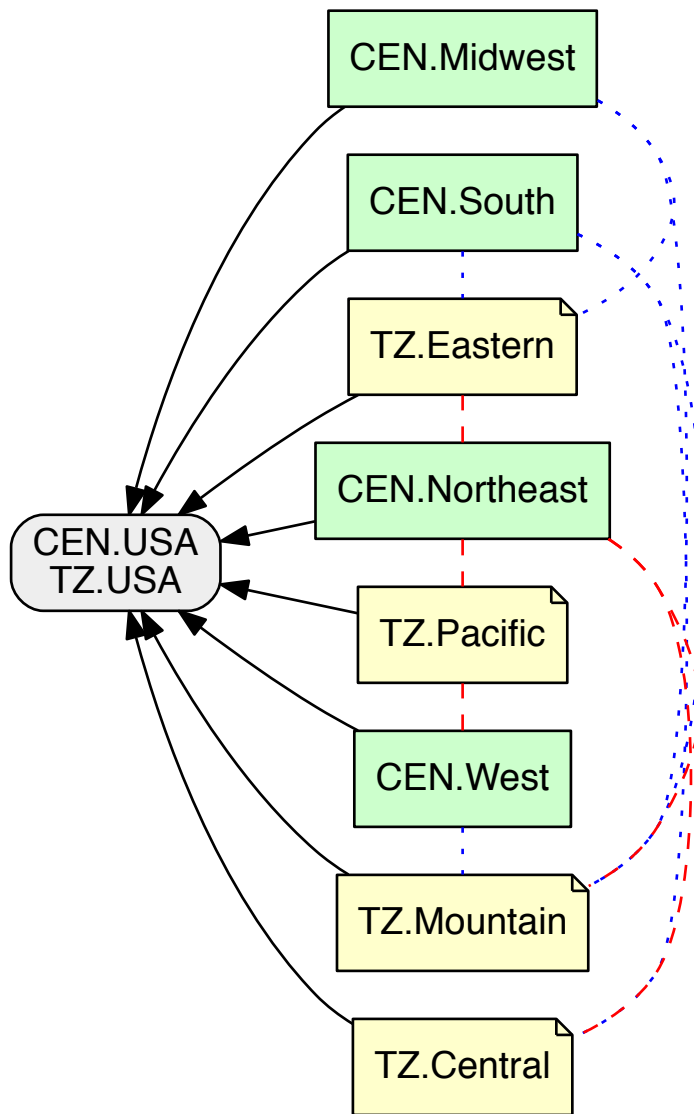 CEN.Midwest
CEN.South
TZ.Eastern
CEN.Northeast
CEN.USA
TZ.USA
TZ.Pacific
CEN.West
TZ.Mountain
TZ.Central